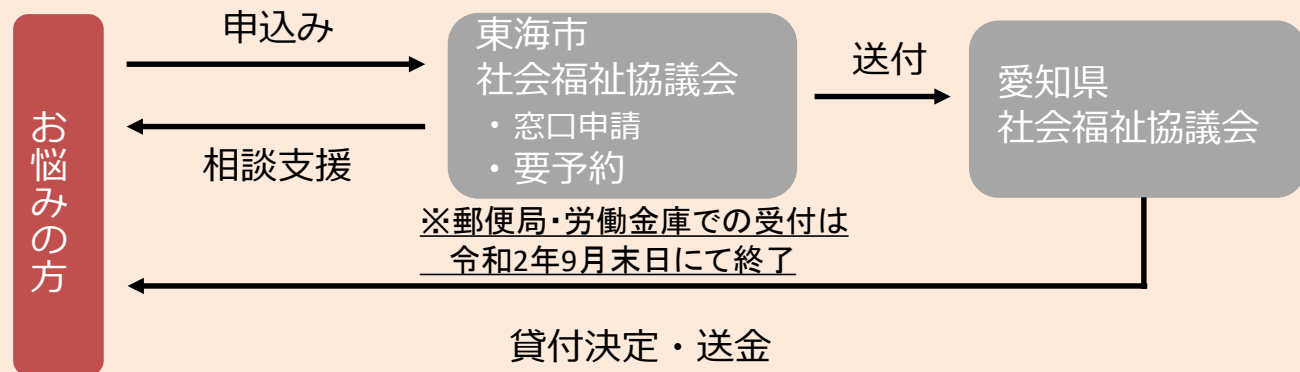 お悩みの方
申込み
相談支援
東海市
社会福祉協議会
・窓口申請
・要予約
送付
愛知県
社会福祉協議会
※郵便局・労働金庫での受付は
令和2年9月末日にて終了
貸付決定・送金